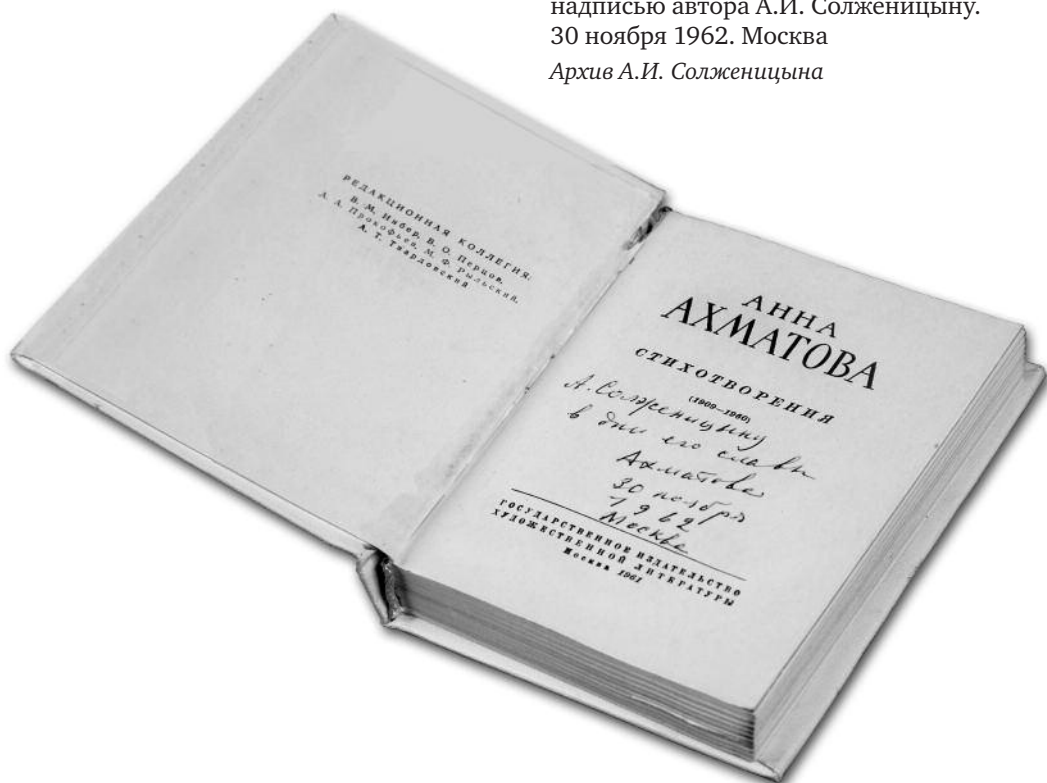 надписью автора А.И. Солженицыну.
30 ноября 1962. Москва
Архив А.И. Солженицына
РЕДАКЦИОННАЯ КОЛЛЕГИЯ:
В. М. Инбер, В. О. Перцов,
А. А. Прокофьев, М. Ф. Рыльский,
А. Т. Твардовский
АННА
АХМАТОВА
СТИХОТВОРЕНИЯ
(1909—1960)
А. Солженицыну
в дни его славы
Ахматова
30 ноября
1962
Москва
ГОСУДАРСТВЕННОЕ ИЗДАТЕЛЬСТВО
ХУДОЖЕСТВЕННОЙ ЛИТЕРАТУРЫ
Москва 1961